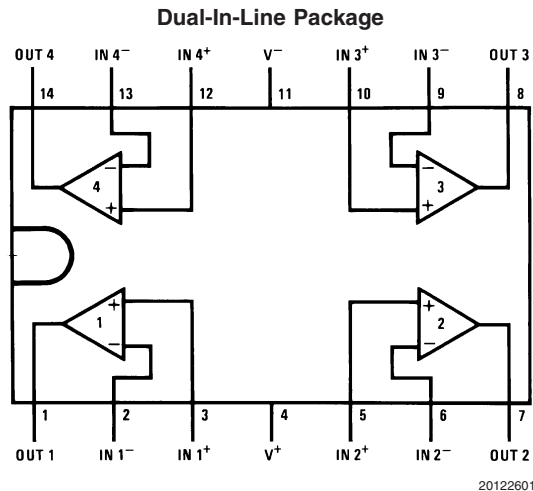 Dual-In-Line Package
OUT 4 IN 4⁻ IN 4⁺ V⁻ IN 3⁺ IN 3⁻ OUT 3
14 13 12 11 10 9 8
− −
4 3
+ +
+ +
1 2
− −
1 2 3 4 5 6 7
OUT 1 IN 1⁻ IN 1⁺ V⁺ IN 2⁺ IN 2⁻ OUT 2
20122601